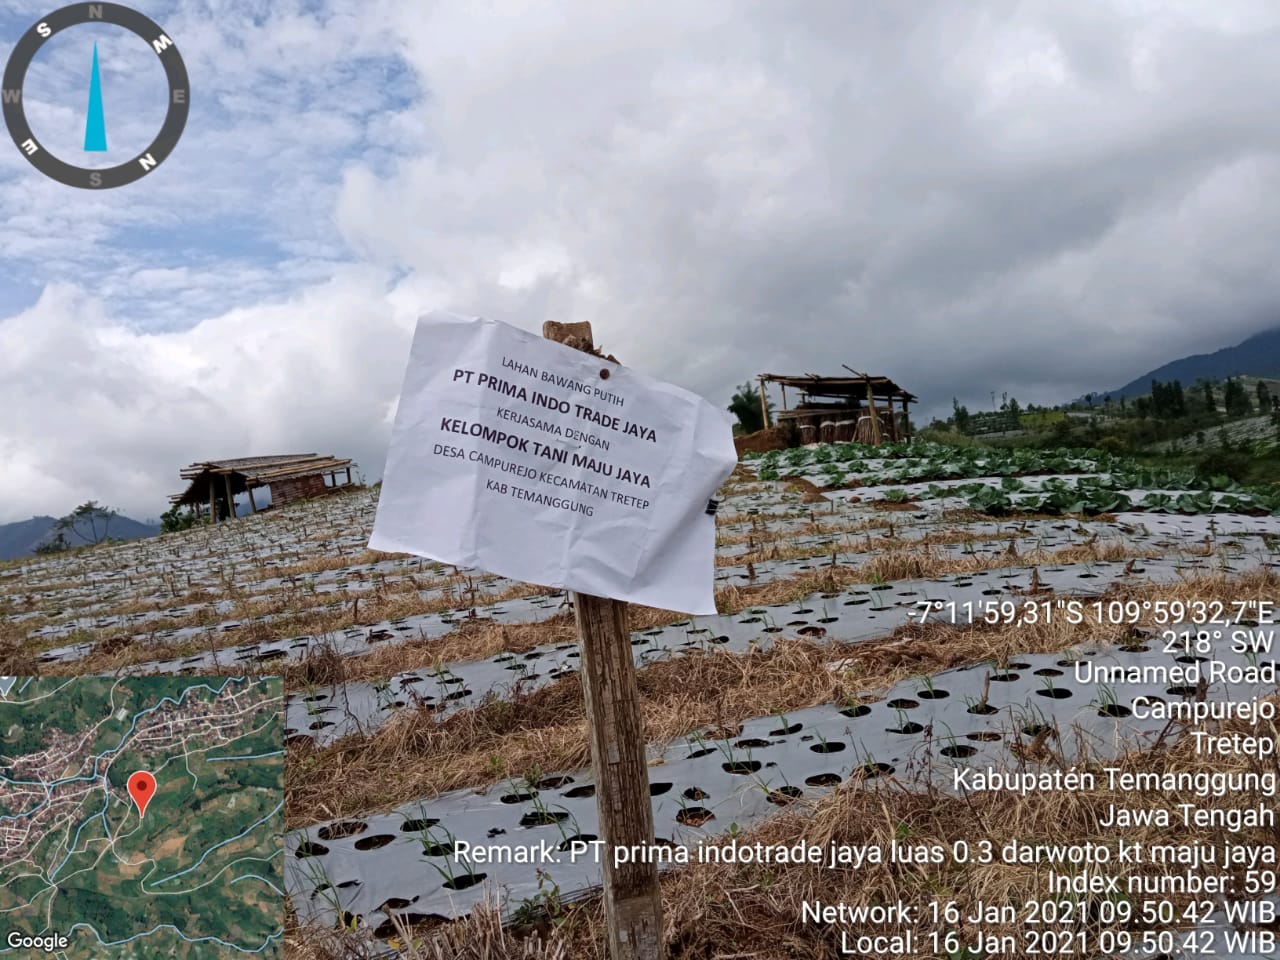 N
N
W
E
N
S
E
W
S
LAHAN BAWANG PUTIH
PT PRIMA INDO TRADE JAYA
KERJASAMA DENGAN
KELOMPOK TANI MAJU JAYA
DESA CAMPUREJO KECAMATAN TRETEP
KAB TEMANGGUNG
-7°11'59,31"S 109°59'32,7"E
218° SW
Unnamed Road
Campurejo
Tretep
Kabupatén Temanggung
Jawa Tengah
Remark: PT prima indotrade jaya luas 0.3 darwoto kt maju jaya
Index number: 59
Network: 16 Jan 2021 09.50.42 WIB
Local: 16 Jan 2021 09.50.42 WIB
Google